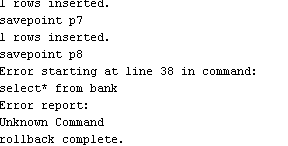 1 rows inserted.
savepoint p7
1 rows inserted.
savepoint p8
Error starting at line 38 in command:
select* from bank
Error report:
Unknown Command
rollback complete.